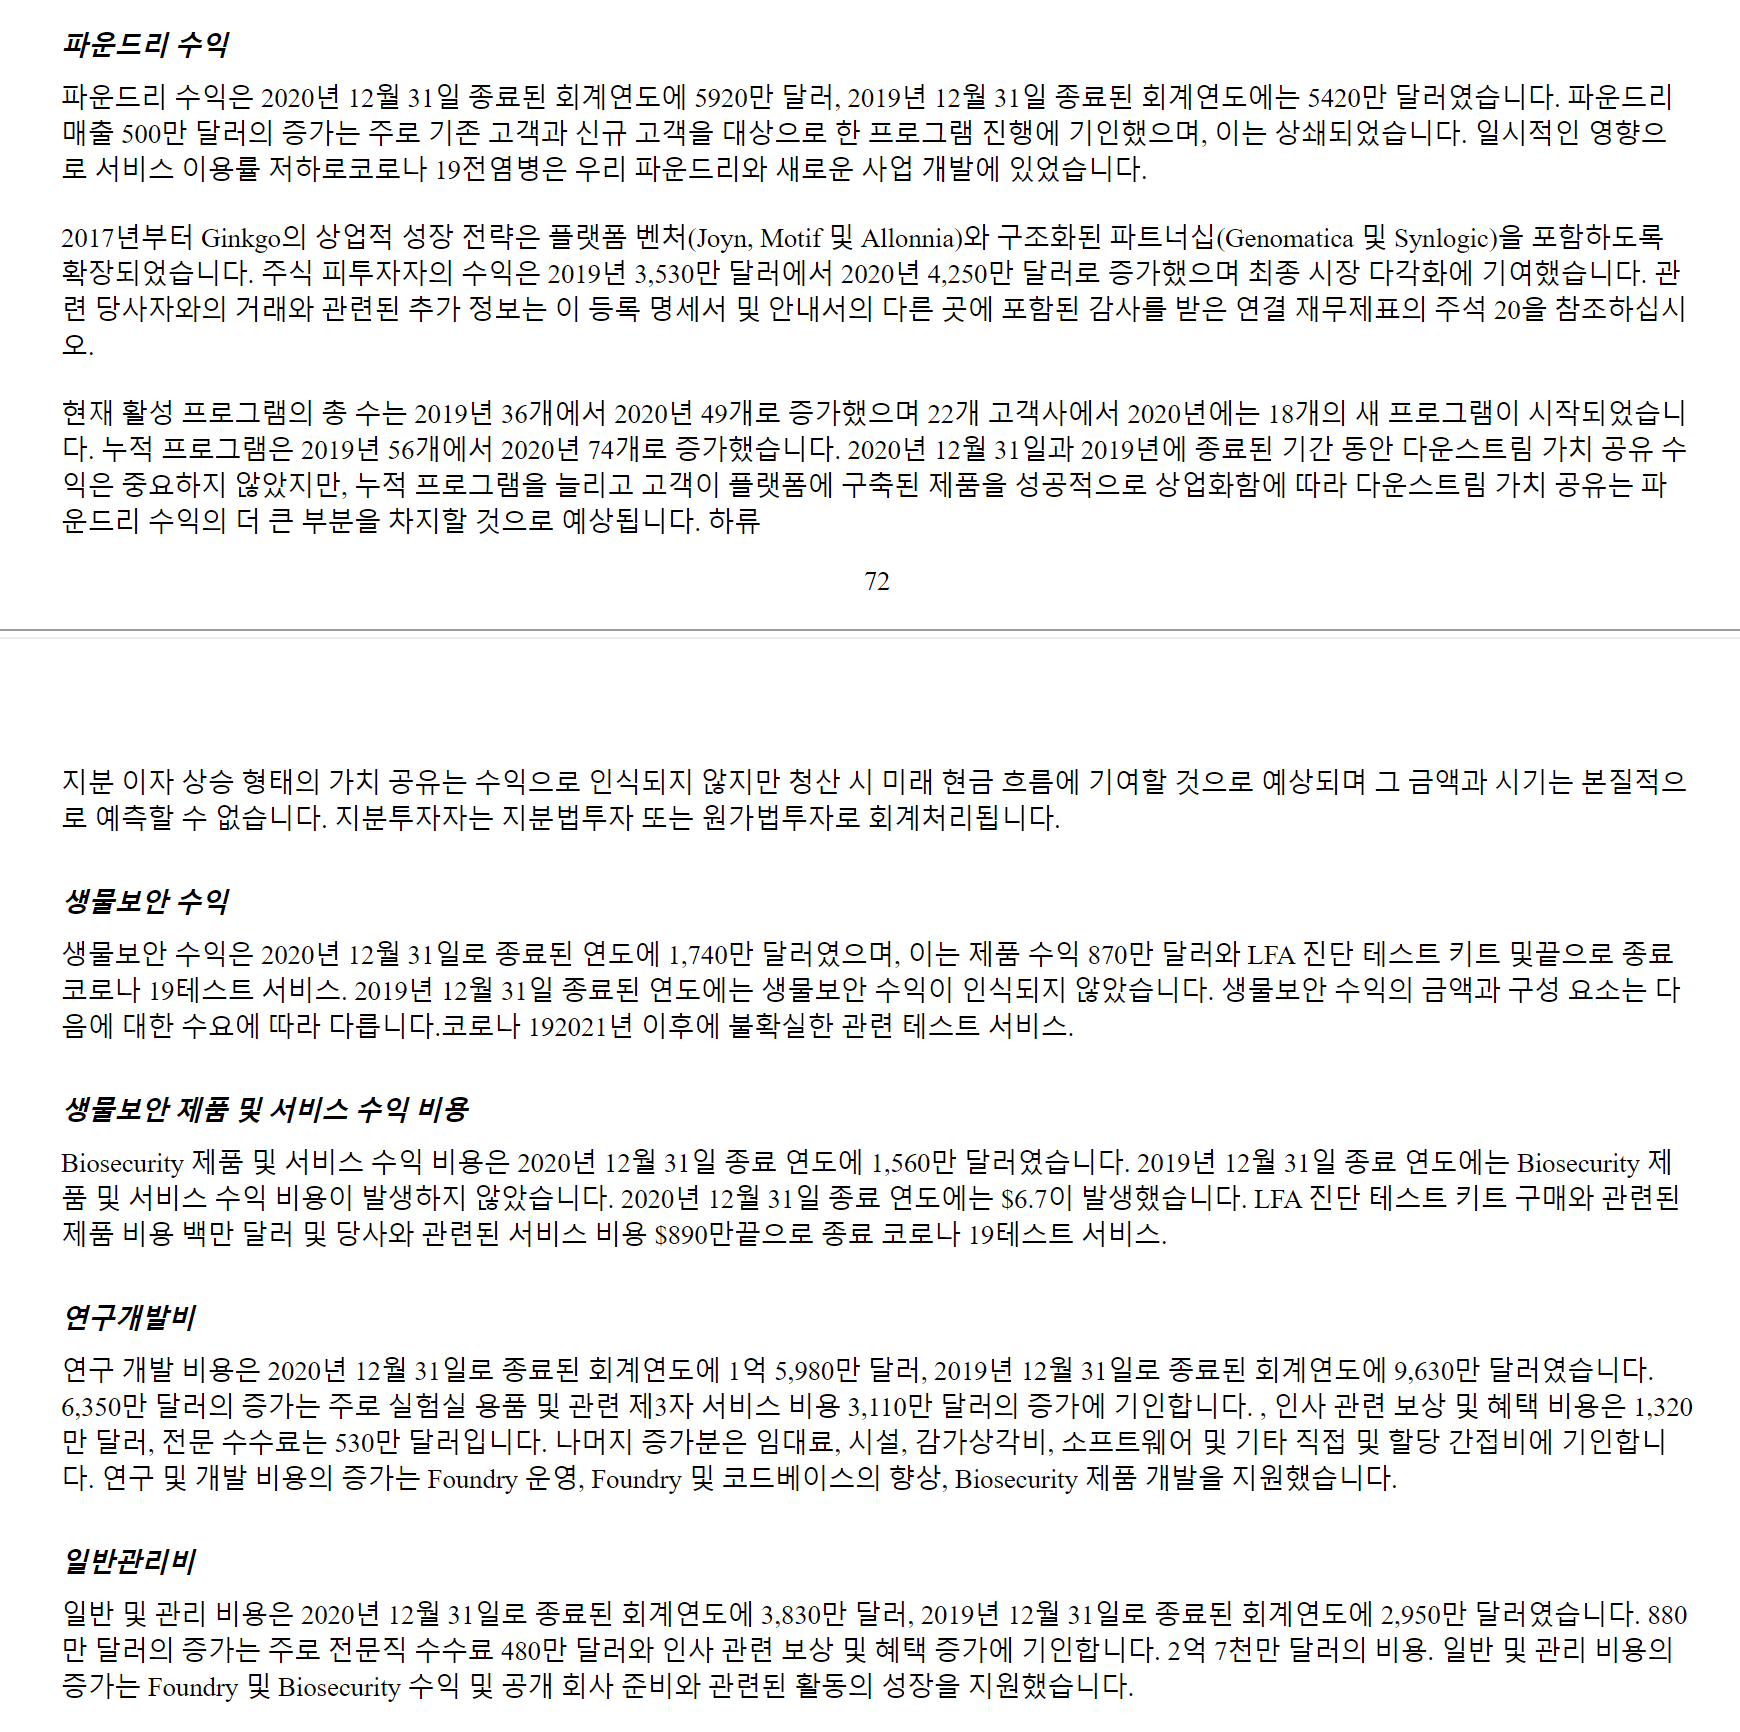 파운드리 수익
파운드리 수익은 2020년 12월 31일 종료된 회계연도에 5920만 달러, 2019년 12월 31일 종료된 회계연도에는 5420만 달러였습니다. 파운드리
매출 500만 달러의 증가는 주로 기존 고객과 신규 고객을 대상으로 한 프로그램 진행에 기인했으며, 이는 상쇄되었습니다. 일시적인 영향으
로 서비스 이용률 저하로코로나 19전염병은 우리 파운드리와 새로운 사업 개발에 있었습니다.
2017년부터 Ginkgo의 상업적 성장 전략은 플랫폼 벤처(Joyn, Motif 및 Allonnia)와 구조화된 파트너십(Genomatica 및 Synlogic)을 포함하도록
확장되었습니다. 주식 피투자자의 수익은 2019년 3,530만 달러에서 2020년 4,250만 달러로 증가했으며 최종 시장 다각화에 기여했습니다. 관
련 당사자와의 거래와 관련된 추가 정보는 이 등록 명세서 및 안내서의 다른 곳에 포함된 감사를 받은 연결 재무제표의 주석 20을 참조하십시
오.
현재 활성 프로그램의 총 수는 2019년 36개에서 2020년 49개로 증가했으며 22개 고객사에서 2020년에는 18개의 새 프로그램이 시작되었습니
다. 누적 프로그램은 2019년 56개에서 2020년 74개로 증가했습니다. 2020년 12월 31일과 2019년에 종료된 기간 동안 다운스트림 가치 공유 수
익은 중요하지 않았지만, 누적 프로그램을 늘리고 고객이 플랫폼에 구축된 제품을 성공적으로 상업화함에 따라 다운스트림 가치 공유는 파
운드리 수익의 더 큰 부분을 차지할 것으로 예상됩니다. 하류
72
지분 이자 상승 형태의 가치 공유는 수익으로 인식되지 않지만 청산 시 미래 현금 흐름에 기여할 것으로 예상되며 그 금액과 시기는 본질적으
로 예측할 수 없습니다. 지분투자자는 지분법투자 또는 원가법투자로 회계처리됩니다.
생물보안 수익
생물보안 수익은 2020년 12월 31일로 종료된 연도에 1,740만 달러였으며, 이는 제품 수익 870만 달러와 LFA 진단 테스트 키트 및끝으로 종료
코로나 19테스트 서비스. 2019년 12월 31일 종료된 연도에는 생물보안 수익이 인식되지 않았습니다. 생물보안 수익의 금액과 구성 요소는 다
음에 대한 수요에 따라 다릅니다.코로나 192021년 이후에 불확실한 관련 테스트 서비스.
생물보안 제품 및 서비스 수익 비용
Biosecurity 제품 및 서비스 수익 비용은 2020년 12월 31일 종료 연도에 1,560만 달러였습니다. 2019년 12월 31일 종료 연도에는 Biosecurity 제
품 및 서비스 수익 비용이 발생하지 않았습니다. 2020년 12월 31일 종료 연도에는 $6.7이 발생했습니다. LFA 진단 테스트 키트 구매와 관련된
제품 비용 백만 달러 및 당사와 관련된 서비스 비용 $890만끝으로 종료 코로나 19테스트 서비스.
연구개발비
연구 개발 비용은 2020년 12월 31일로 종료된 회계연도에 1억 5,980만 달러, 2019년 12월 31일로 종료된 회계연도에 9,630만 달러였습니다.
6,350만 달러의 증가는 주로 실험실 용품 및 관련 제3자 서비스 비용 3,110만 달러의 증가에 기인합니다. , 인사 관련 보상 및 혜택 비용은 1,320
만 달러, 전문 수수료는 530만 달러입니다. 나머지 증가분은 임대료, 시설, 감가상각비, 소프트웨어 및 기타 직접 및 할당 간접비에 기인합니
다. 연구 및 개발 비용의 증가는 Foundry 운영, Foundry 및 코드베이스의 향상, Biosecurity 제품 개발을 지원했습니다.
일반관리비
일반 및 관리 비용은 2020년 12월 31일로 종료된 회계연도에 3,830만 달러, 2019년 12월 31일로 종료된 회계연도에 2,950만 달러였습니다. 880
만 달러의 증가는 주로 전문직 수수료 480만 달러와 인사 관련 보상 및 혜택 증가에 기인합니다. 2억 7천만 달러의 비용. 일반 및 관리 비용의
증가는 Foundry 및 Biosecurity 수익 및 공개 회사 준비와 관련된 활동의 성장을 지원했습니다.